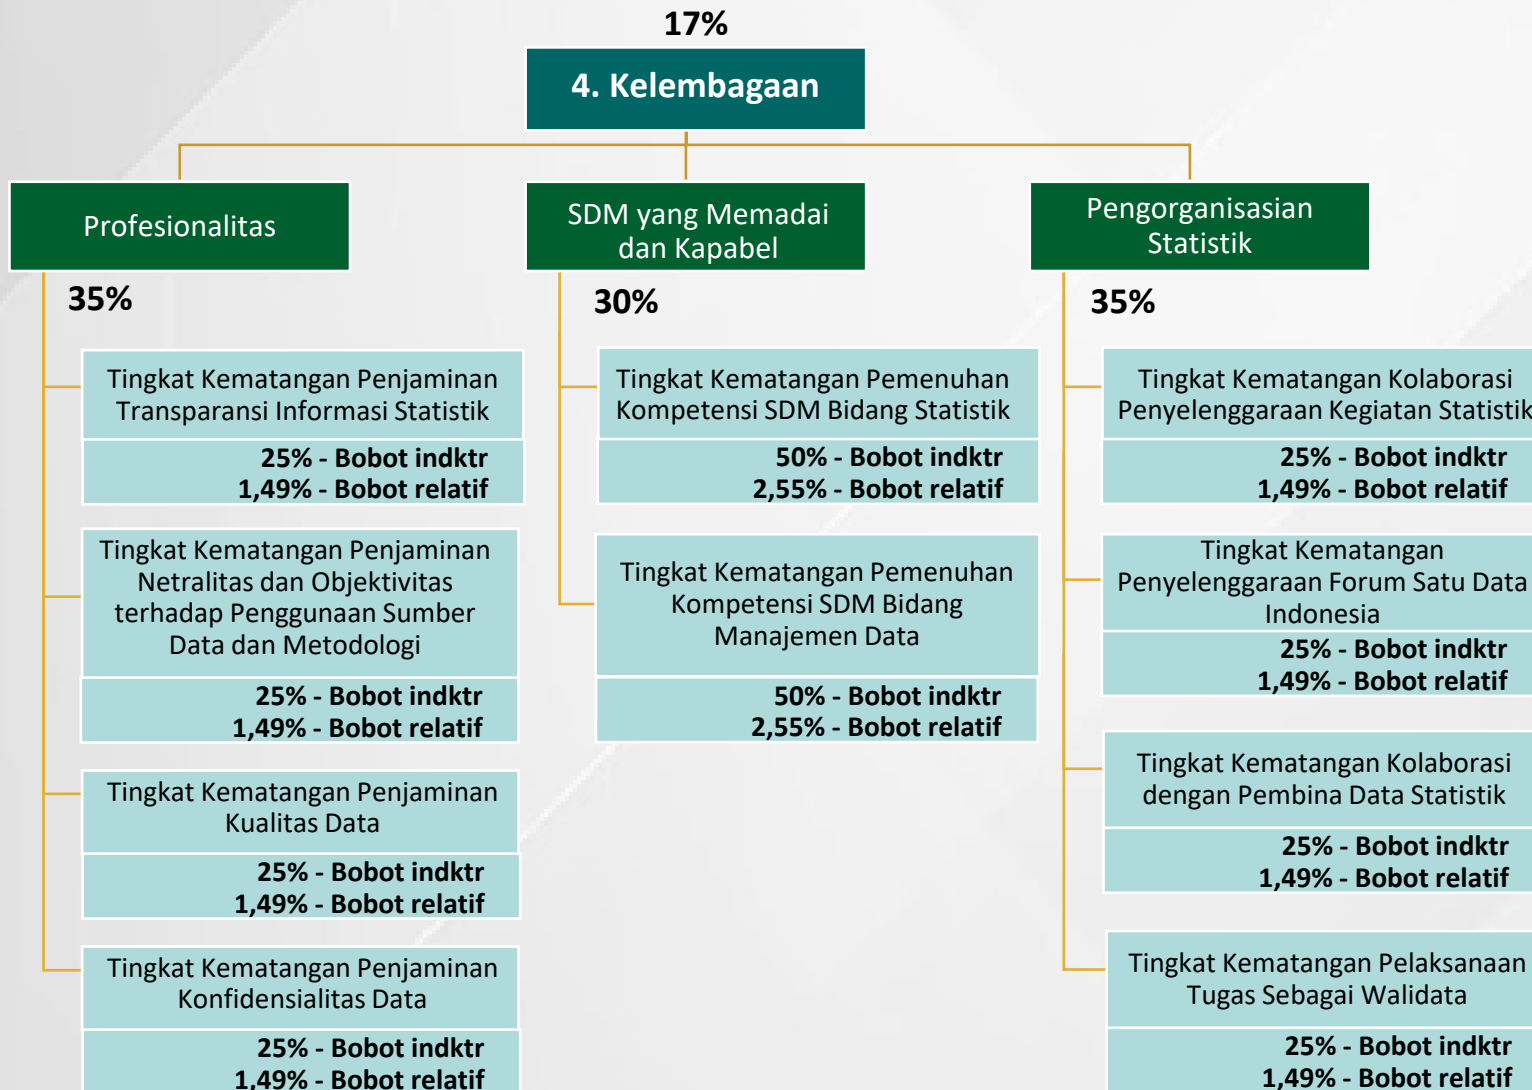 17%
4. Kelembagaan
Profesionalitas
35%
Tingkat Kematangan Penjaminan
Transparansi Informasi Statistik
25% - Bobot indktr
1,49% - Bobot relatif
Tingkat Kematangan Penjaminan
Netralitas dan Objektivitas
terhadap Penggunaan Sumber
Data dan Metodologi
25% - Bobot indktr
1,49% - Bobot relatif
Tingkat Kematangan Penjaminan
Kualitas Data
25% - Bobot indktr
1,49% - Bobot relatif
Tingkat Kematangan Penjaminan
Konfidensialitas Data
25% - Bobot indktr
1,49% - Bobot relatif
SDM yang Memadai
dan Kapabel
30%
Tingkat Kematangan Pemenuhan
Kompetensi SDM Bidang Statistik
50% - Bobot indktr
2,55% - Bobot relatif
Tingkat Kematangan Pemenuhan
Kompetensi SDM Bidang
Manajemen Data
50% - Bobot indktr
2,55% - Bobot relatif
Pengorganisasian
Statistik
35%
Tingkat Kematangan Kolaborasi
Penyelenggaraan Kegiatan Statistik
25% - Bobot indktr
1,49% - Bobot relatif
Tingkat Kematangan
Penyelenggaraan Forum Satu Data
Indonesia
25% - Bobot indktr
1,49% - Bobot relatif
Tingkat Kematangan Kolaborasi
dengan Pembina Data Statistik
25% - Bobot indktr
1,49% - Bobot relatif
Tingkat Kematangan Pelaksanaan
Tugas Sebagai Walidata
25% - Bobot indktr
1,49% - Bobot relatif